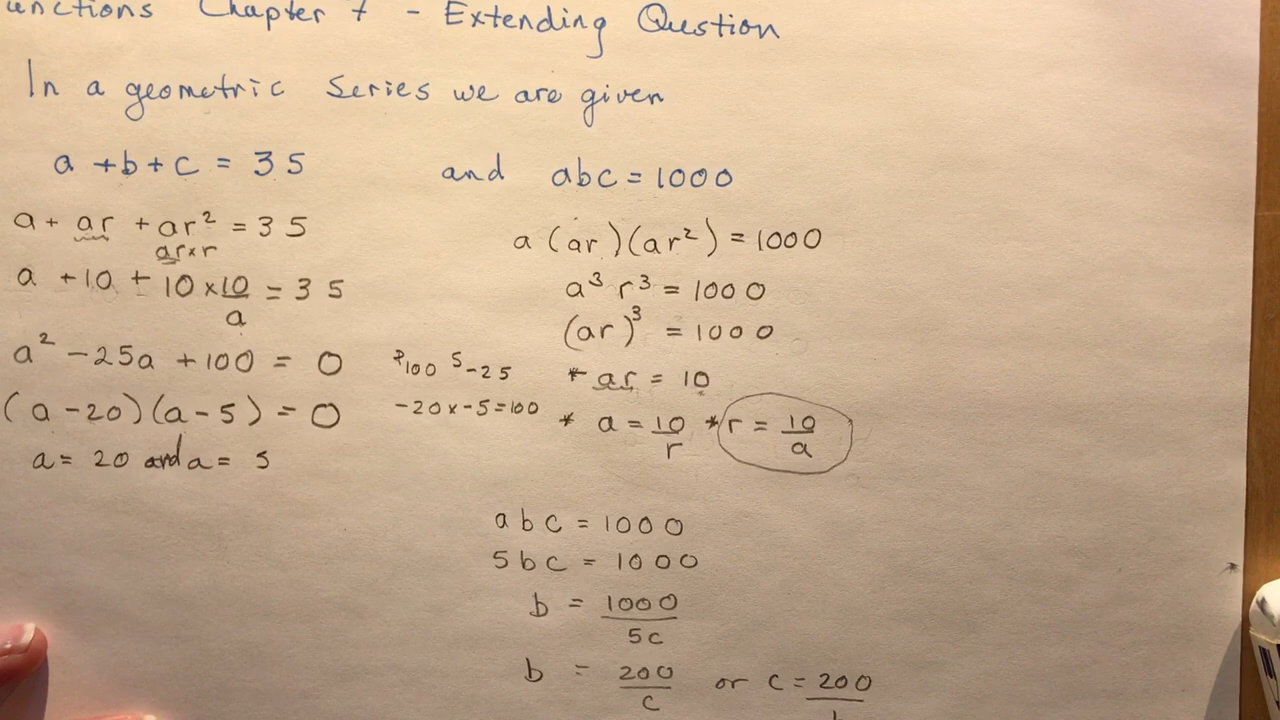 unctions Chapter 7 - Extending Question
In a geometric Series we are given
a + b + c = 35 and abc = 1000
a + ar + ar² = 35
ar×r
a + 10 + 10 × 10/a = 35
a² - 25a + 100 = 0
(a - 20)(a - 5) = 0
a = 20 and a = 5
P 100 S -25
-20 × -5 = 100
a (ar)(ar²) = 1000
a³ r³ = 1000
(ar)³ = 1000
* ar = 10
* a = 10/r * r = 10/a
abc = 1000
5bc = 1000
b = 1000/5c
b = 200/c or c = 200/